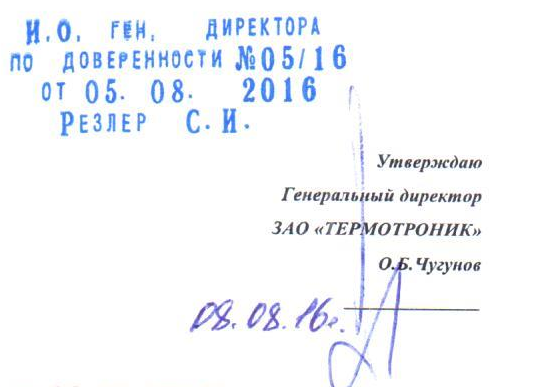 И.О. ГЕН. ДИРЕКТОРА
ПО ДОВЕРЕННОСТИ №05/16
ОТ 05. 08. 2016
РЕЗЛЕР С.И.
Утверждаю
Генеральный директор
ЗАО «ТЕРМОТРОНИК»
О.Б.Чугунов
08.08.16г.